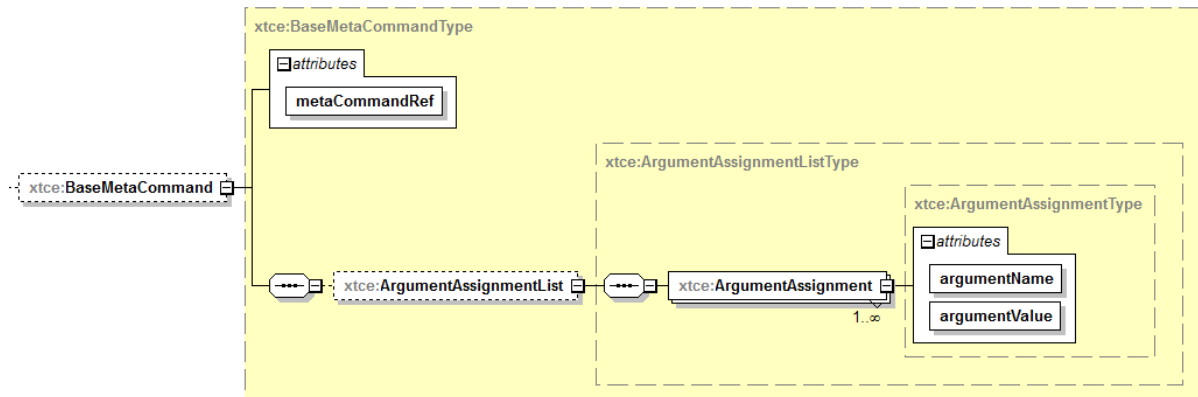 xtce:BaseMetaCommandType
attributes
metaCommandRef
xtce:ArgumentAssignmentListType
xtce:BaseMetaCommand
xtce:ArgumentAssignmentType
attributes
xtce:ArgumentAssignmentList
xtce:ArgumentAssignment
argumentName
argumentValue
1..∞